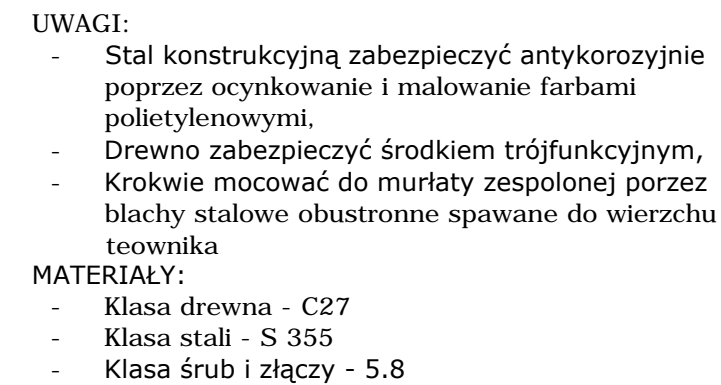 UWAGI:
- Stal konstrukcyjną zabezpieczyć antykorozyjnie
poprzez ocynkowanie i malowanie farbami
polietylenowymi,
- Drewno zabezpieczyć środkiem trójfunkcyjnym,
- Krokwie mocować do murłaty zespolonej porzez
blachy stalowe obustronne spawane do wierzchu
teownika
MATERIAŁY:
- Klasa drewna - C27
- Klasa stali - S 355
- Klasa śrub i złączy - 5.8